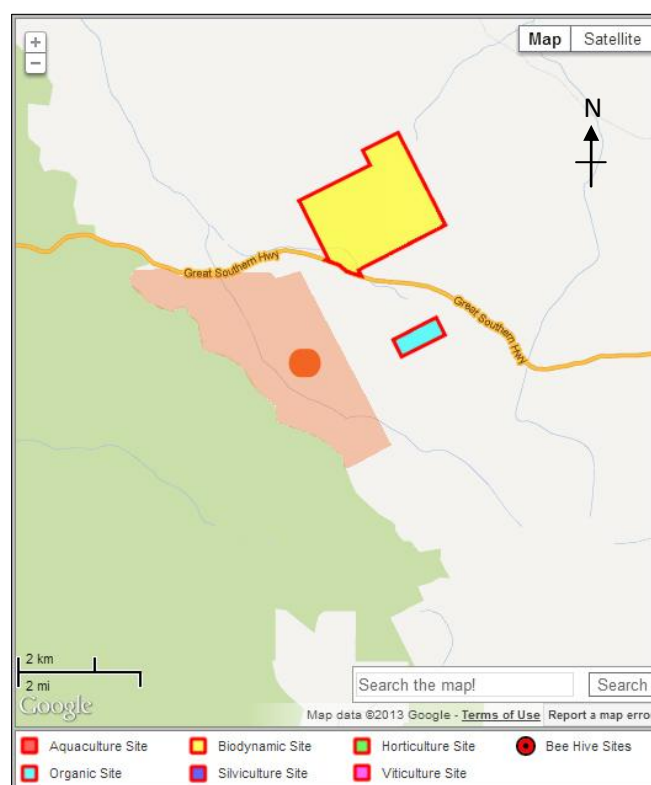 +
Map Satellite
−
N
Great Southern Hwy
Great Southern Hwy
2 km
2 mi
Google
Search the map! Search
Map data ©2013 Google - Terms of Use Report a map error
Aquaculture Site Biodynamic Site Horticulture Site Bee Hive Sites
Organic Site Silviculture Site Viticulture Site